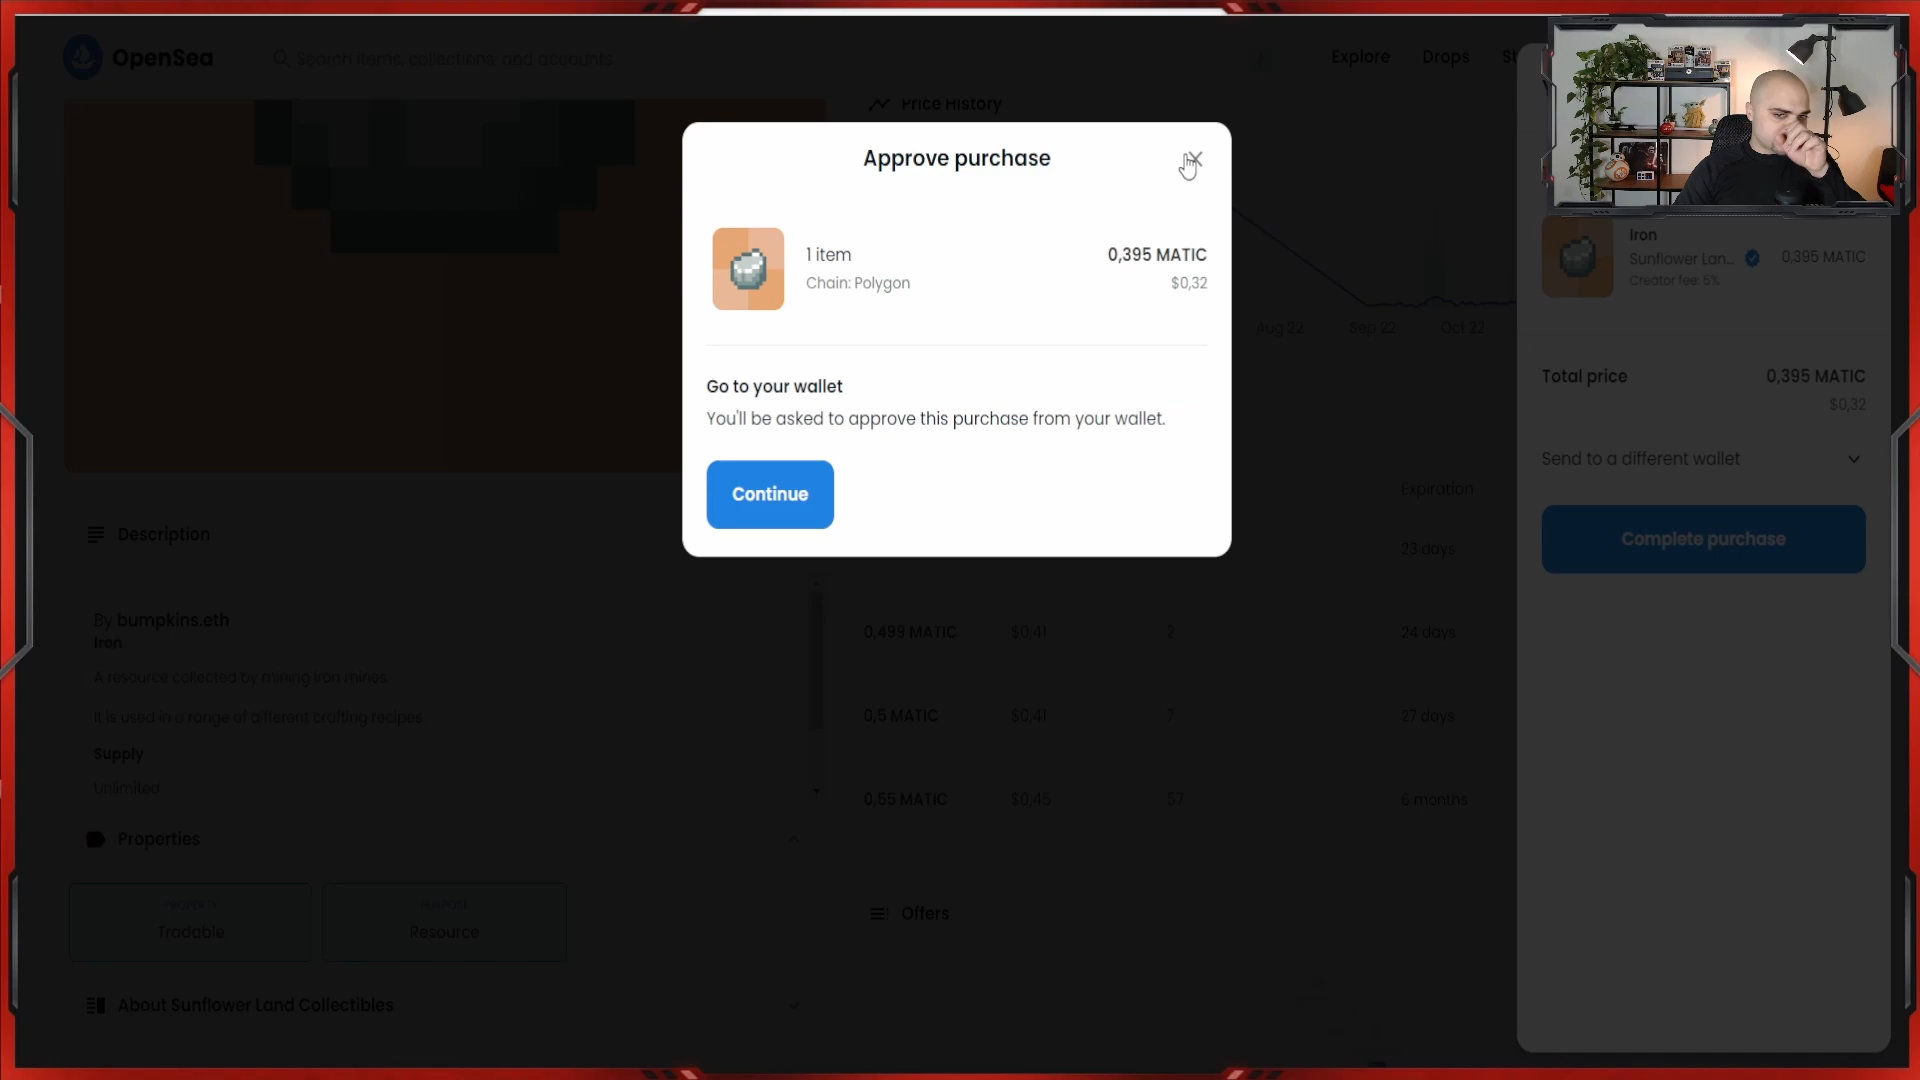 OpenSea
Search items, collections, and accounts
/
Explore
Drops
St
Price History
Approve purchase
1 item
0,395 MATIC
Chain: Polygon
$0,32
Go to your wallet
You'll be asked to approve this purchase from your wallet.
Continue
Aug 22
Sep 22
Oct 22
Iron
Sunflower Lan...
0,395 MATIC
Creator fee: 5%
Total price
0,395 MATIC
$0,32
Send to a different wallet
Complete purchase
Expiration
23 days
0,499 MATIC
$0,41
2
24 days
0,5 MATIC
$0,41
7
27 days
0,55 MATIC
$0,45
57
6 months
Description
By bumpkins.eth
Iron
A resource collected by mining iron mines.
It is used in a range of different crafting recipes.
Supply
Unlimited
Properties
Tradable
Resource
Offers
About Sunflower Land Collectibles